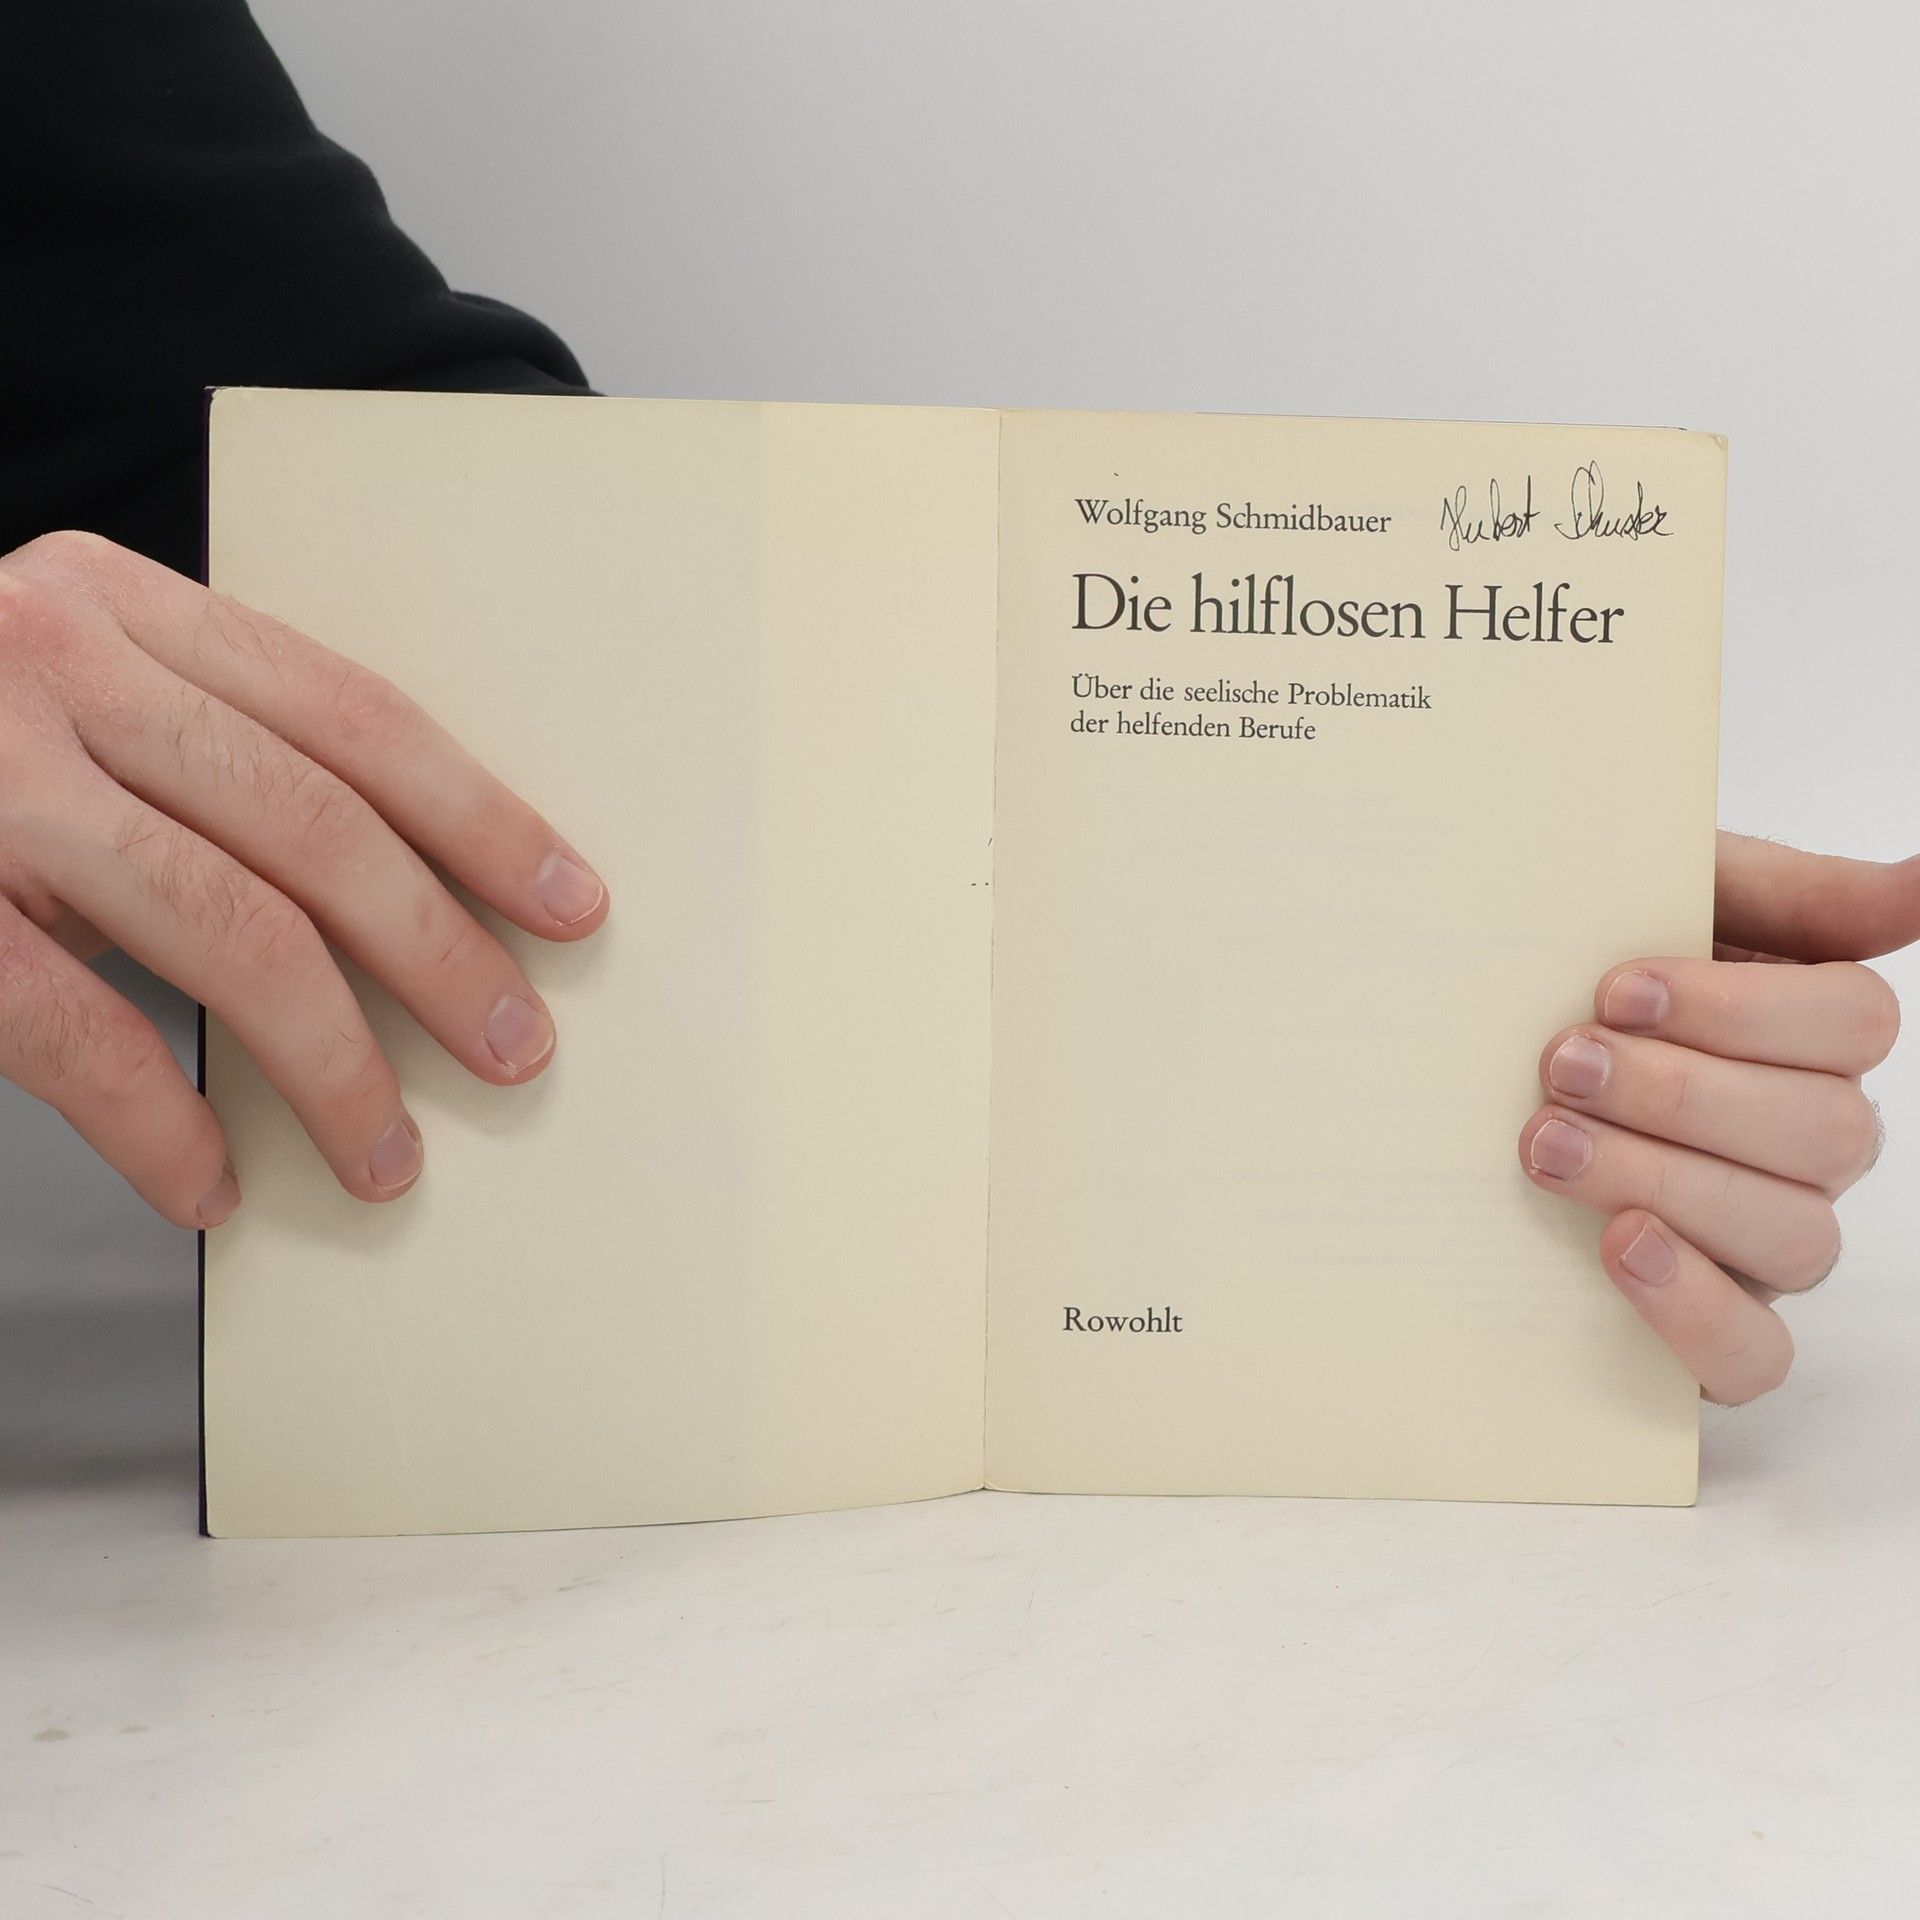 Wolfgang Schmidbauer Hubert Schuster
Die hilflosen Helfer
Über die seelische Problematik
der helfenden Berufe
Rowohlt